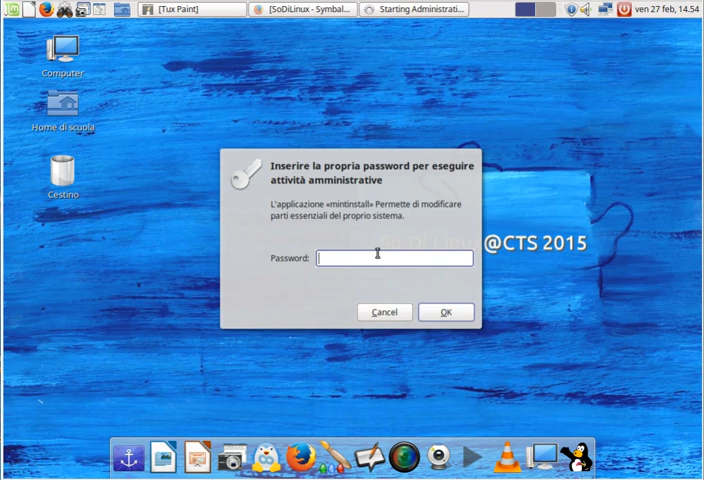 [Tux Paint]
[SoDiLinux - Symbal...
Starting Administrati...
ven 27 feb, 14.54
Computer
Home di scuola
Cestino
Inserire la propria password per eseguire
attività amministrative
L'applicazione «mintinstall» Permette di modificare
parti essenziali del proprio sistema.
@CTS 2015
Password:
Cancel
OK